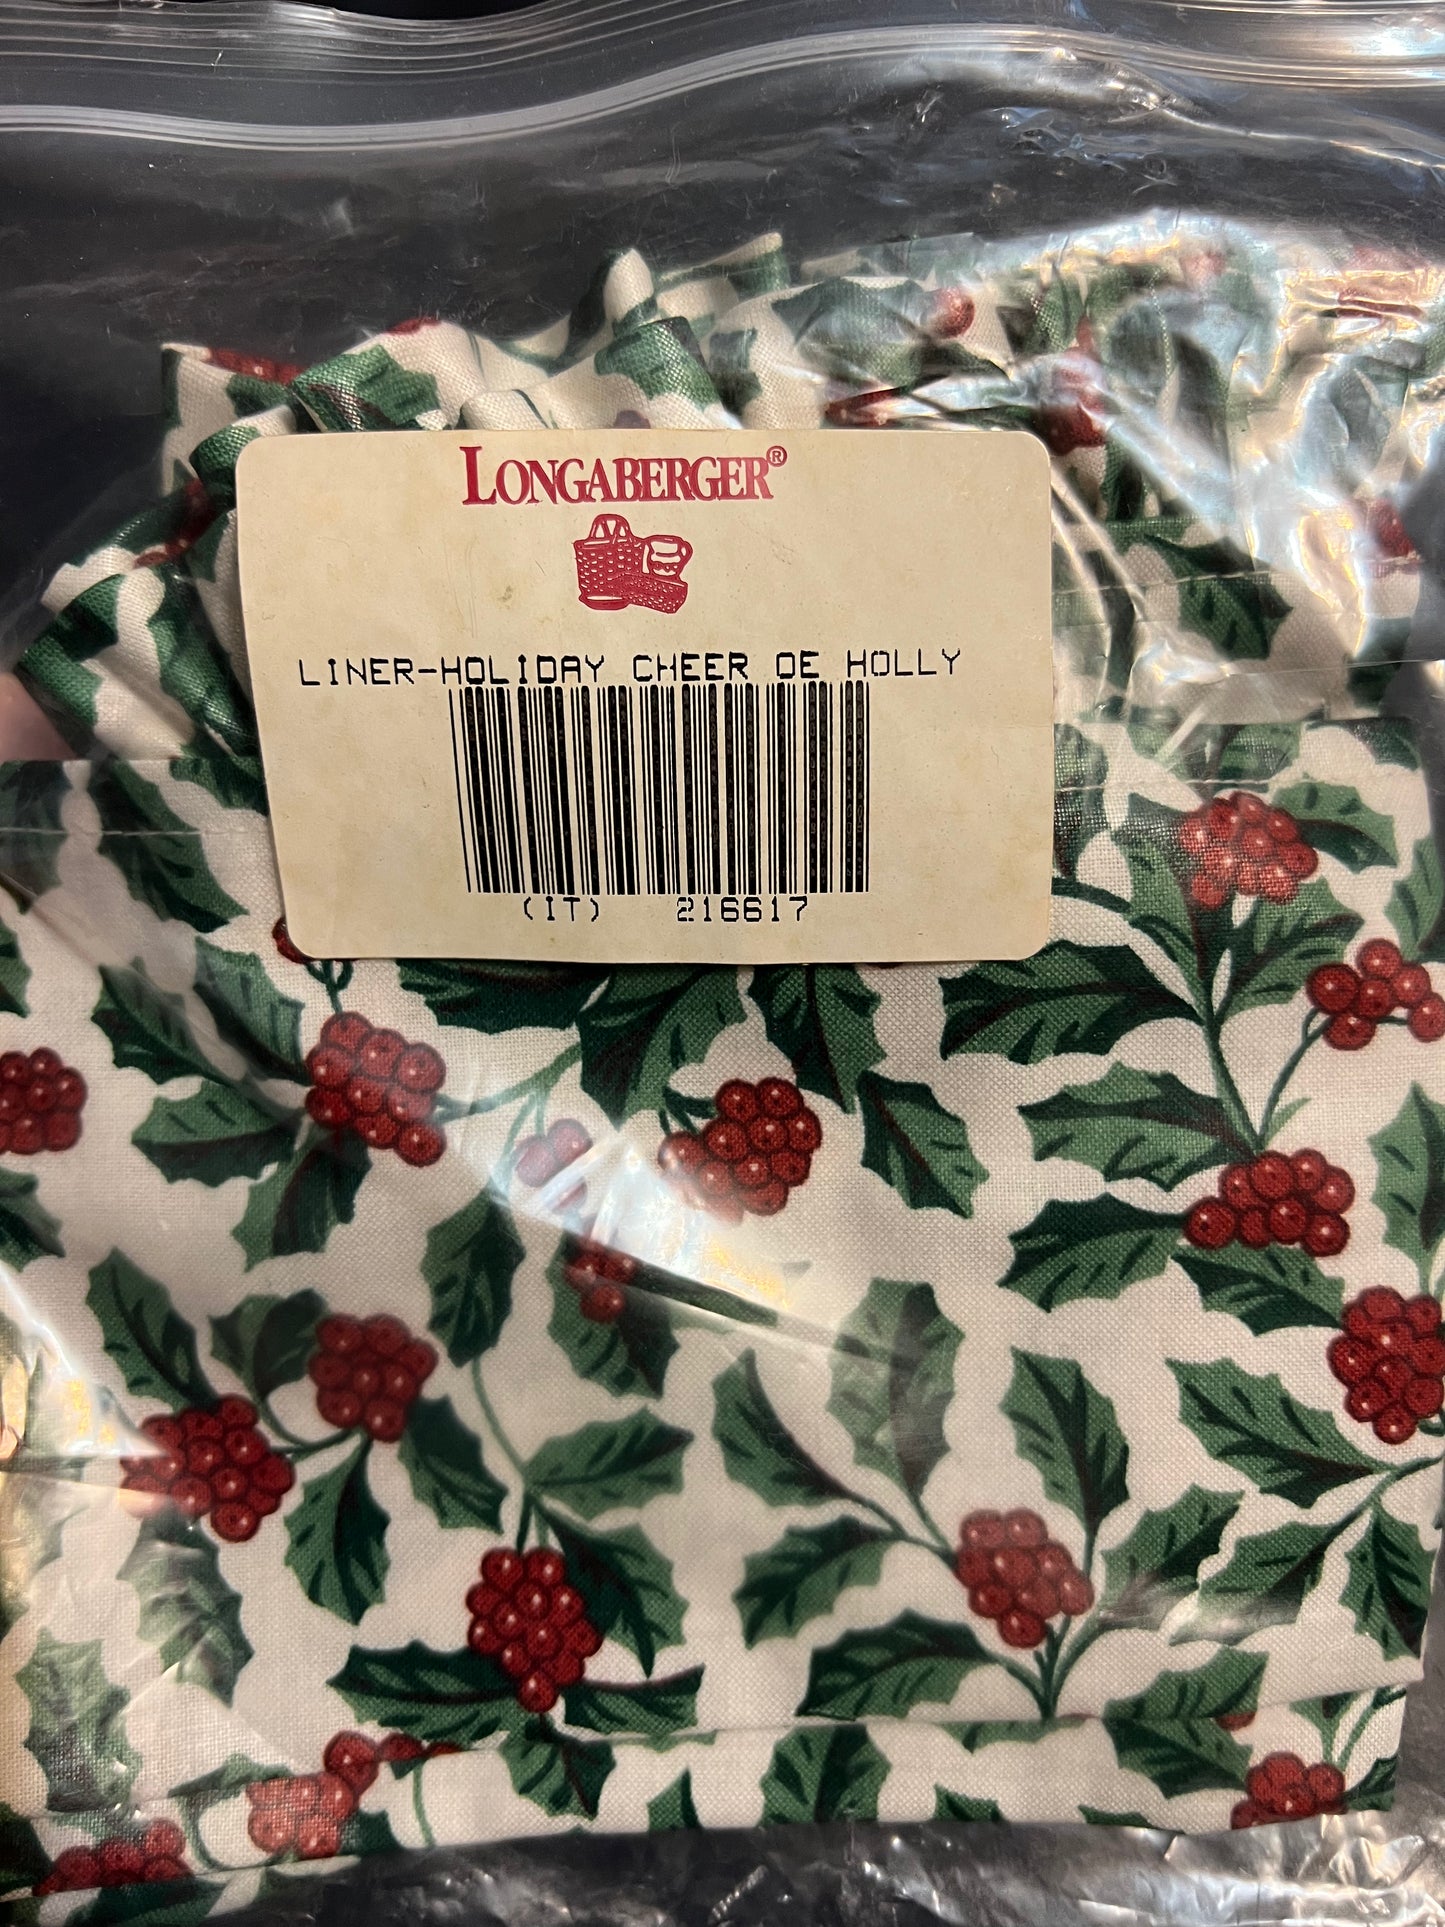 LONGABERGER®
LINER-HOLIDAY CHEER OE HOLLY
(IT) 216617